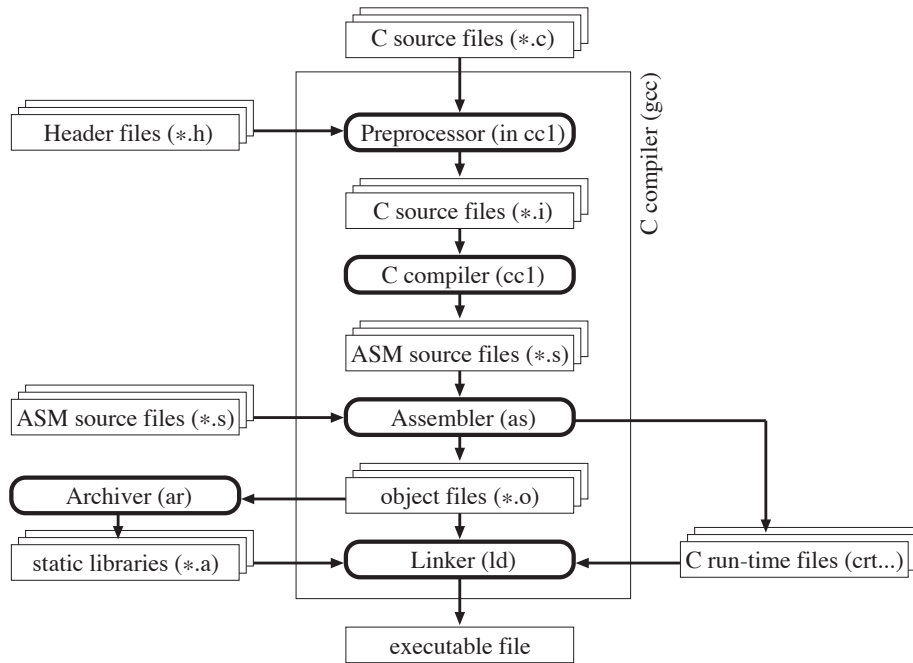 C source files (*.c)
C compiler (gcc)
Header files (*.h)
Preprocessor (in cc1)
C source files (*.i)
C compiler (cc1)
ASM source files (*.s)
ASM source files (*.s)
Assembler (as)
Archiver (ar)
object files (*.o)
static libraries (*.a)
Linker (ld)
C run-time files (crt...)
executable file